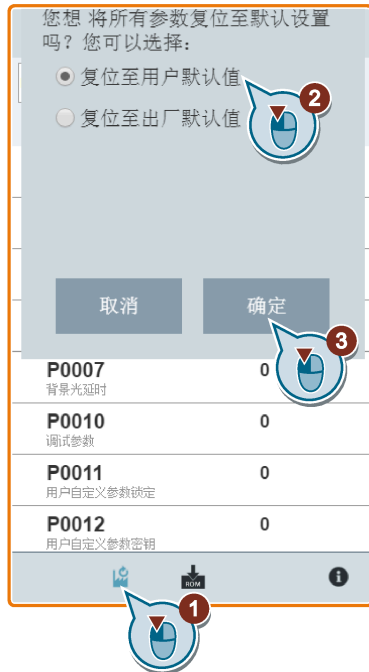 您想 将所有参数复位至默认设置
吗？您可以选择：
复位至用户默认值
2
复位至出厂默认值
取消
确定
3
P0007
0
背景光延时
P0010
0
调试参数
P0011
0
用户自定义参数锁定
P0012
0
用户自定义参数密钥
ROM
1